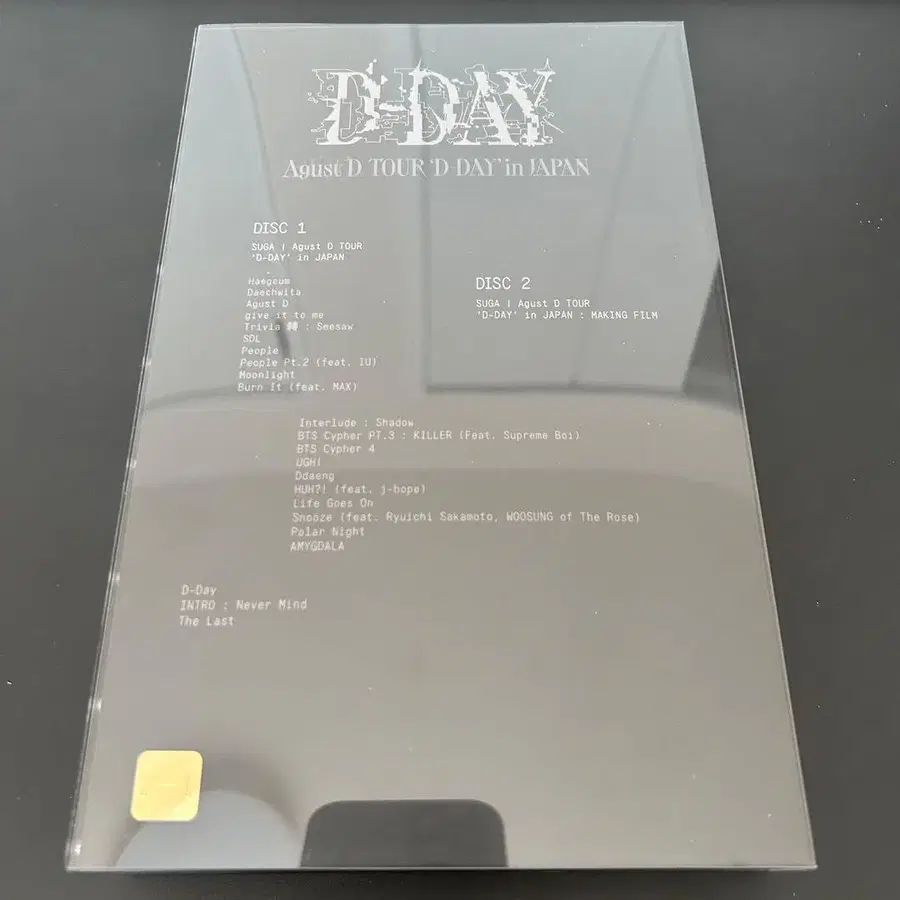 D-DAY
Agust D TOUR 'D-DAY' in JAPAN
DISC 1
SUGA | Agust D TOUR
'D-DAY' in JAPAN
Haegeum
Daechwita
Agust D
give it to me
Trivia 轉 : Seesaw
SDL
People
People Pt.2 (feat. IU)
Moonlight
Burn It (feat. MAX)
Interlude : Shadow
BTS Cypher PT.3 : KILLER (Feat. Supreme Boi)
BTS Cypher 4
UGH!
Ddaeng
HUH?! (feat. j-hope)
Life Goes On
Snooze (feat. Ryuichi Sakamoto, WOOSUNG of The Rose)
Polar Night
AMYGDALA
D-Day
INTRO : Never Mind
The Last
DISC 2
SUGA | Agust D TOUR
'D-DAY' in JAPAN : MAKING FILM